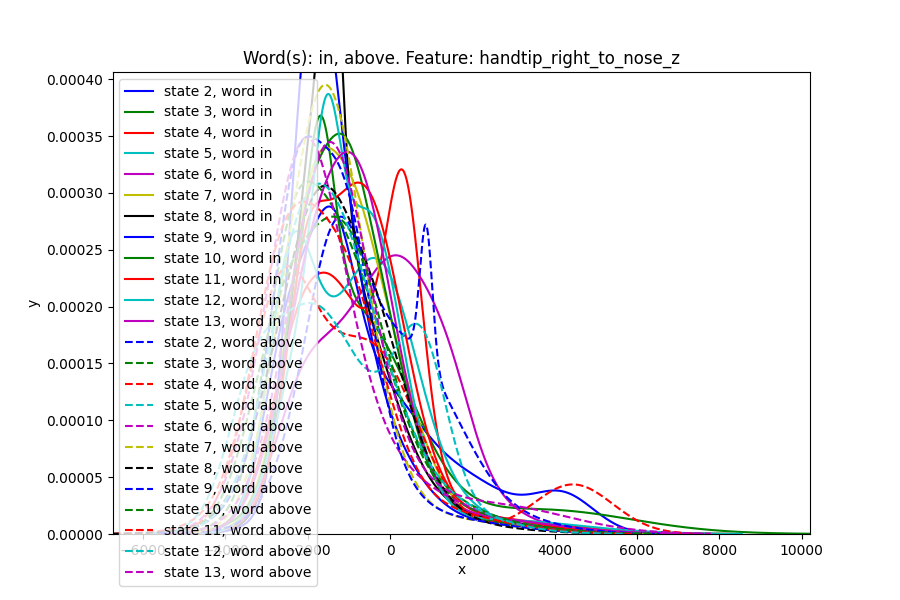 Word(s): in, above. Feature: handtip_right_to_nose_z
y
0.00040
0.00035
0.00030
0.00025
0.00020
0.00015
0.00010
0.00005
0.00000
state 2, word in
state 3, word in
state 4, word in
state 5, word in
state 6, word in
state 7, word in
state 8, word in
state 9, word in
state 10, word in
state 11, word in
state 12, word in
state 13, word in
state 2, word above
state 3, word above
state 4, word above
state 5, word above
state 6, word above
state 7, word above
state 8, word above
state 9, word above
state 10, word above
state 11, word above
state 12, word above
state 13, word above
0 2000 4000 6000 8000 10000
x